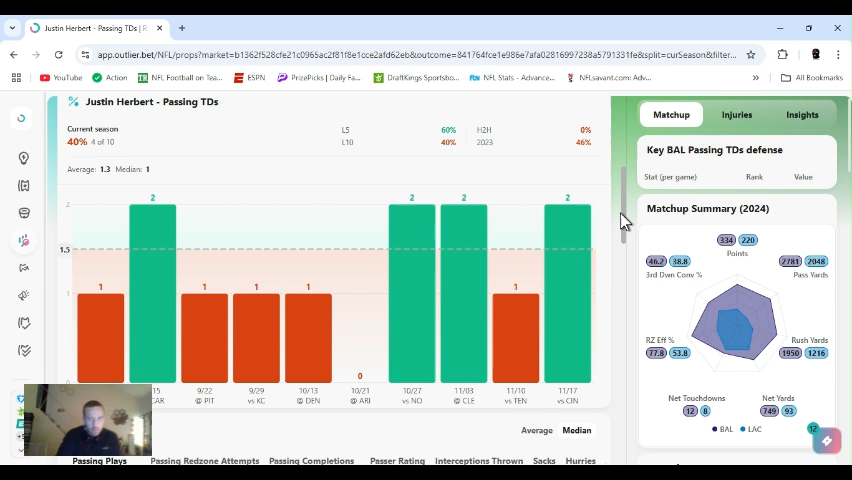 Justin Herbert - Passing TDs | R
app.outlier.bet/NFL/props?market=b1362f528cfe21c0965ac2f81f8e1cce2afd62eb&outcome=841764fce1e986e7afa02816997238a5791331fe&split=curSeason&filter...
YouTube
Action
NFL Football on Tea...
ESPN
PrizePicks | Daily Fa...
DraftKings Sportsbo...
NFL Stats - Advance...
NFLsavant.com: Adv...
All Bookmarks
Justin Herbert - Passing TDs
Current season
40% 4 of 10
L5 60% H2H 0%
L10 40% 2023 46%
Average: 1.3 Median: 1
2
1.5
1
1 2 1 1 1 0 2 2 1 2
9/22 9/29 10/13 10/21 10/27 11/03 11/10 11/17
@ PIT vs KC @ DEN @ ARI vs NO @ CLE vs TEN vs CIN
Average Median
Passing Plays Passing Redzone Attempts Passing Completions Passer Rating Interceptions Thrown Sacks Hurries
Matchup Injuries Insights
Key BAL Passing TDs defense
Stat (per game) Rank Value
Matchup Summary (2024)
334 220
Points
46.2 38.8
3rd Dwn Conv %
2781 2048
Pass Yards
RZ Eff %
77.8 53.8
Rush Yards
1950 1216
Net Touchdowns
12 8
Net Yards
749 93
BAL LAC
12